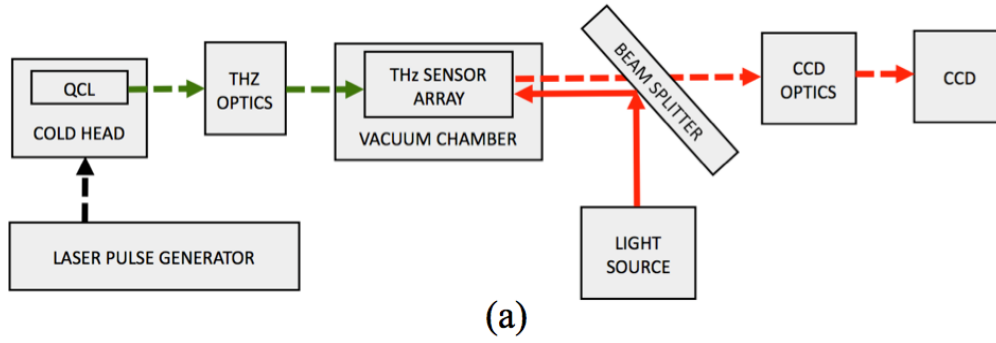 QCL
COLD HEAD
THZ
OPTICS
THz SENSOR
ARRAY
VACUUM CHAMBER
BEAM SPLITTER
CCD
OPTICS
CCD
LASER PULSE GENERATOR
LIGHT
SOURCE
(a)